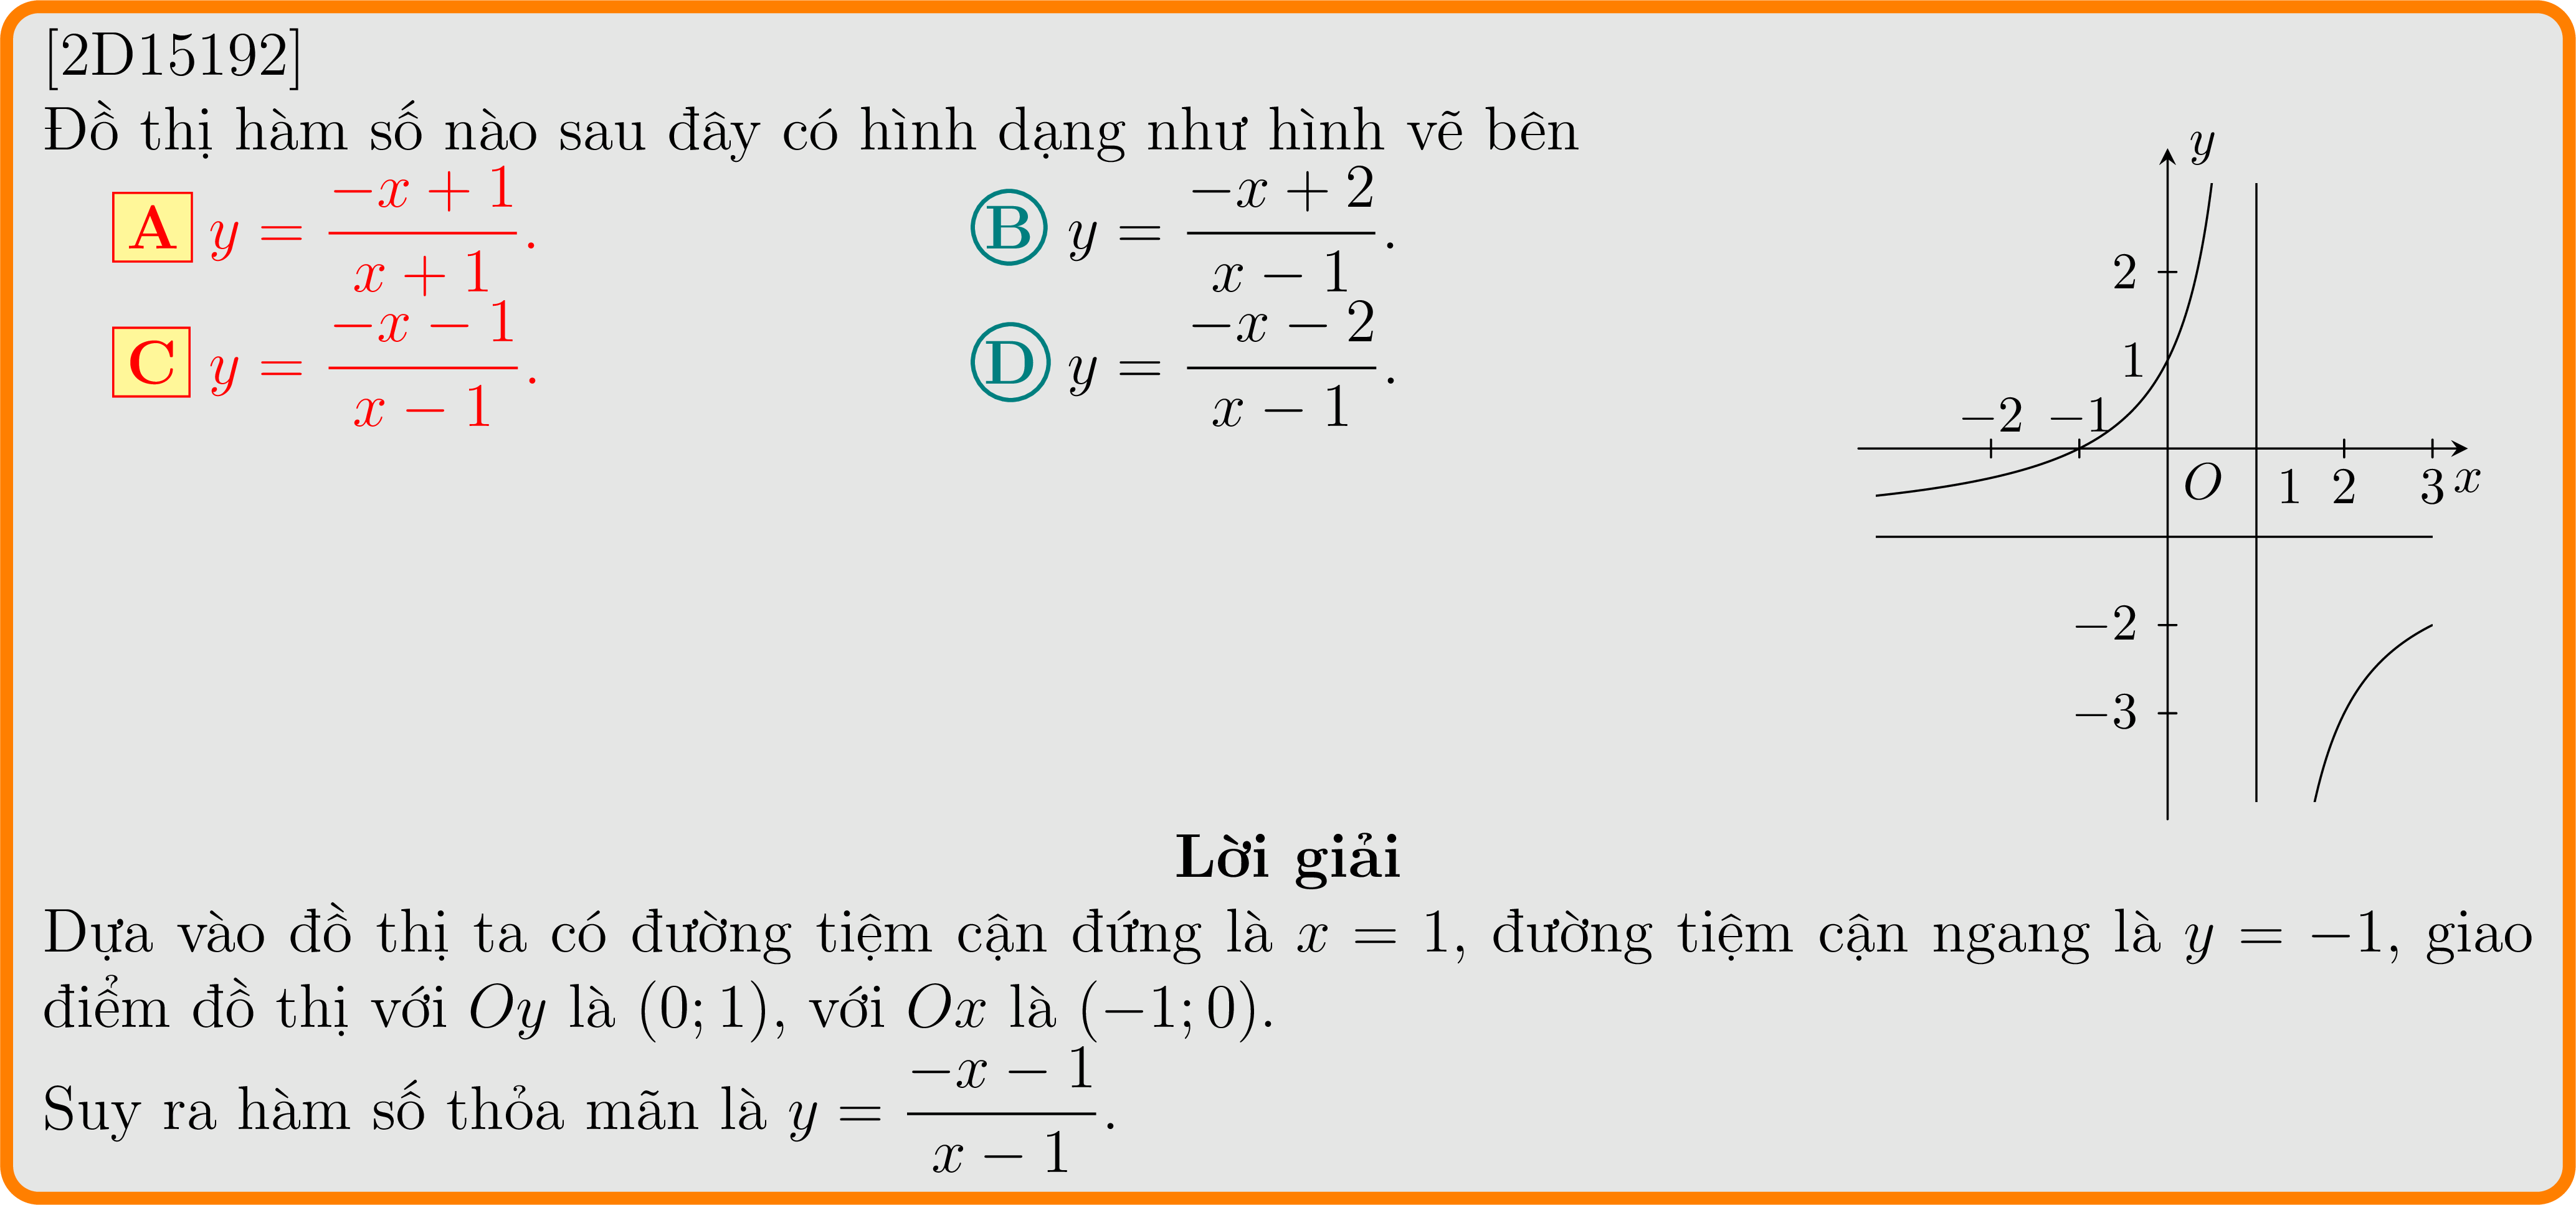 [2D15192]
Đồ thị hàm số nào sau đây có hình dạng như hình vẽ bên
A y = \frac{-x+1}{x+1}. B y = \frac{-x+2}{x-1}.
C y = \frac{-x-1}{x-1}. D y = \frac{-x-2}{x-1}.
y
2
1
−2 −1
O 1 2 3 x
−2
−3
Lời giải
Dựa vào đồ thị ta có đường tiệm cận đứng là x = 1, đường tiệm cận ngang là y = −1, giao
điểm đồ thị với Oy là (0; 1), với Ox là (−1; 0).
Suy ra hàm số thỏa mãn là y = \frac{-x-1}{x-1}.